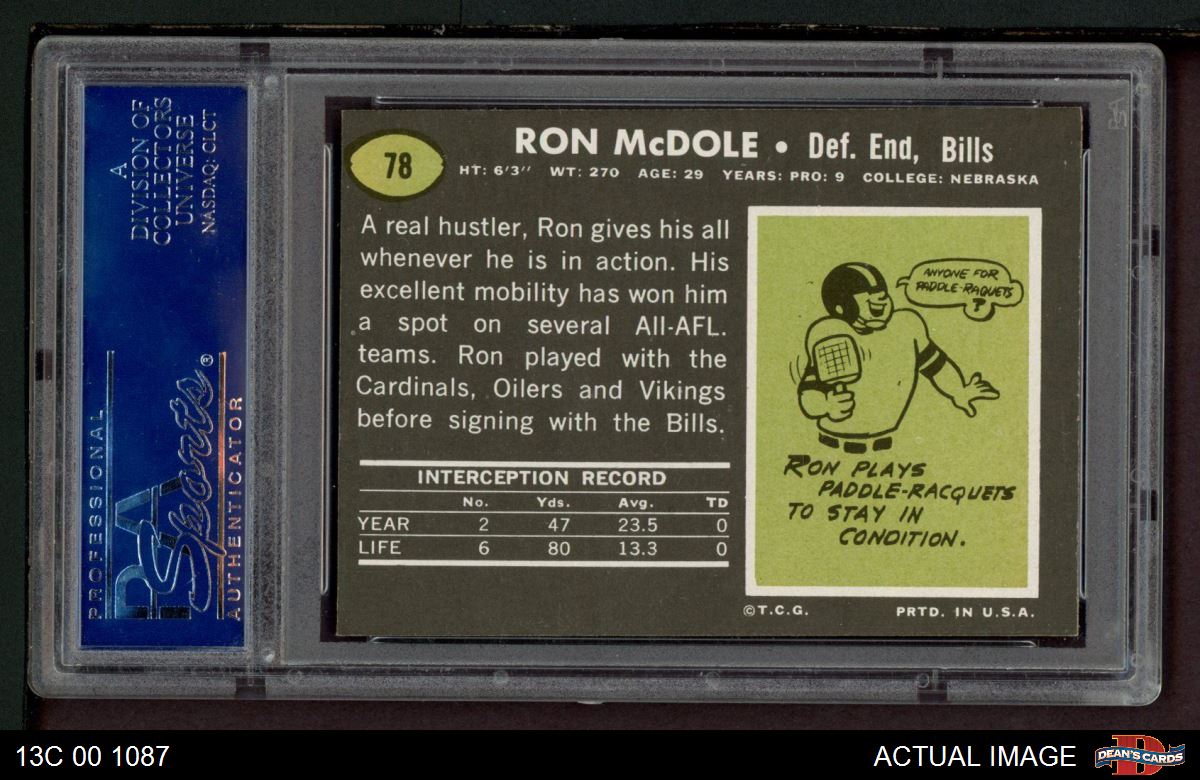 A
DIVISION OF
COLLECTORS
UNIVERSE
NASDAQ: CLCT
PROFESSIONAL
PSA
Sports®
AUTHENTICATOR
78
RON McDOLE • Def. End, Bills
HT: 6'3" WT: 270 AGE: 29 YEARS: PRO: 9 COLLEGE: NEBRASKA
A real hustler, Ron gives his all
whenever he is in action. His
excellent mobility has won him
a spot on several All-AFL.
teams. Ron played with the
Cardinals, Oilers and Vikings
before signing with the Bills.
INTERCEPTION RECORD
No. Yds. Avg. TD
YEAR 2 47 23.5 0
LIFE 6 80 13.3 0
ANYONE FOR
PADDLE-RAQUETS
?
RON PLAYS
PADDLE-RACQUETS
TO STAY IN
CONDITION.
©T.C.G. PRTD. IN U.S.A.
13C 00 1087
ACTUAL IMAGE
D
DEAN'S CARDS